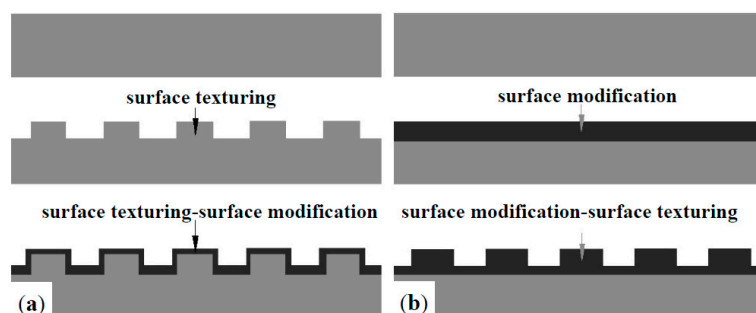 surface texturing
surface texturing-surface modification
(a)
surface modification
surface modification-surface texturing
(b)